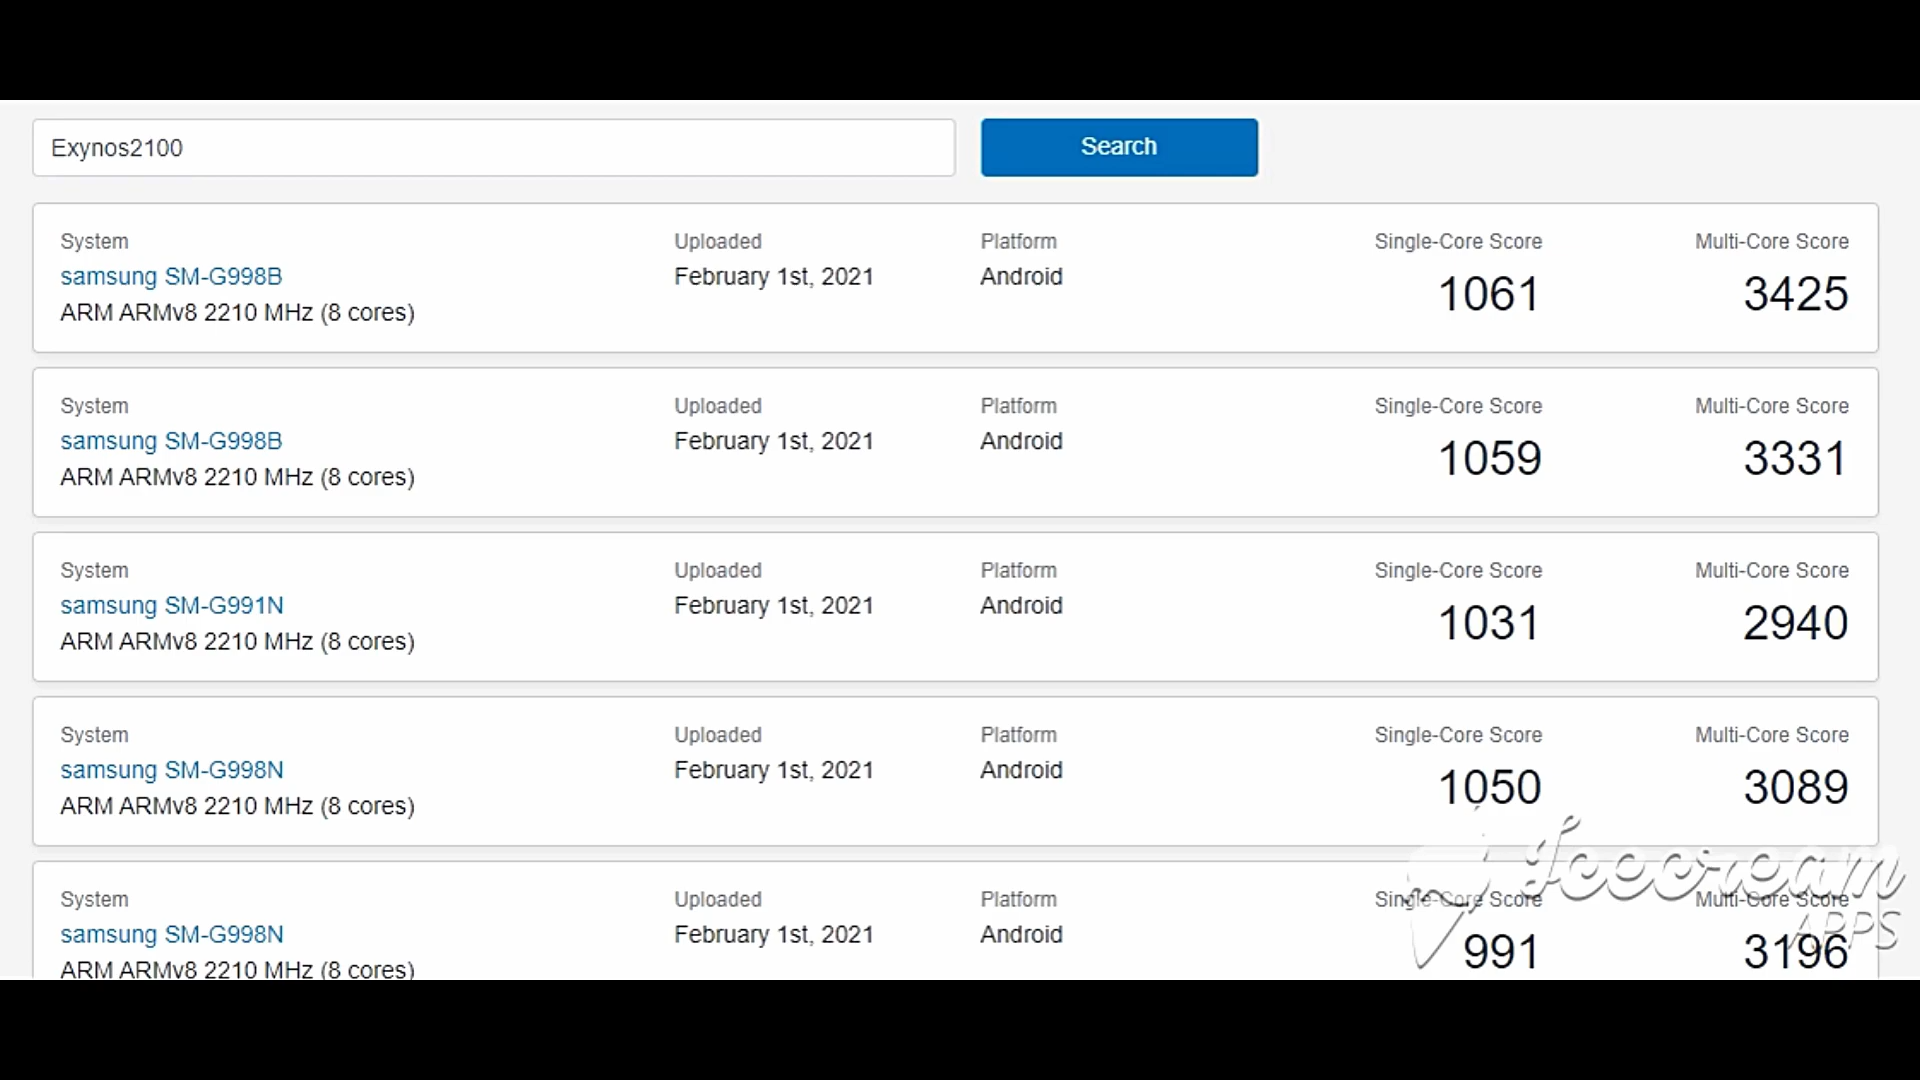 Exynos2100
Search
System Uploaded Platform Single-Core Score Multi-Core Score
samsung SM-G998B February 1st, 2021 Android 1061 3425
ARM ARMv8 2210 MHz (8 cores)
System Uploaded Platform Single-Core Score Multi-Core Score
samsung SM-G998B February 1st, 2021 Android 1059 3331
ARM ARMv8 2210 MHz (8 cores)
System Uploaded Platform Single-Core Score Multi-Core Score
samsung SM-G991N February 1st, 2021 Android 1031 2940
ARM ARMv8 2210 MHz (8 cores)
System Uploaded Platform Single-Core Score Multi-Core Score
samsung SM-G998N February 1st, 2021 Android 1050 3089
ARM ARMv8 2210 MHz (8 cores)
System Uploaded Platform Single-Core Score Multi-Core Score
samsung SM-G998N February 1st, 2021 Android 991 3196
ARM ARMv8 2210 MHz (8 cores)
Icecream
APPS